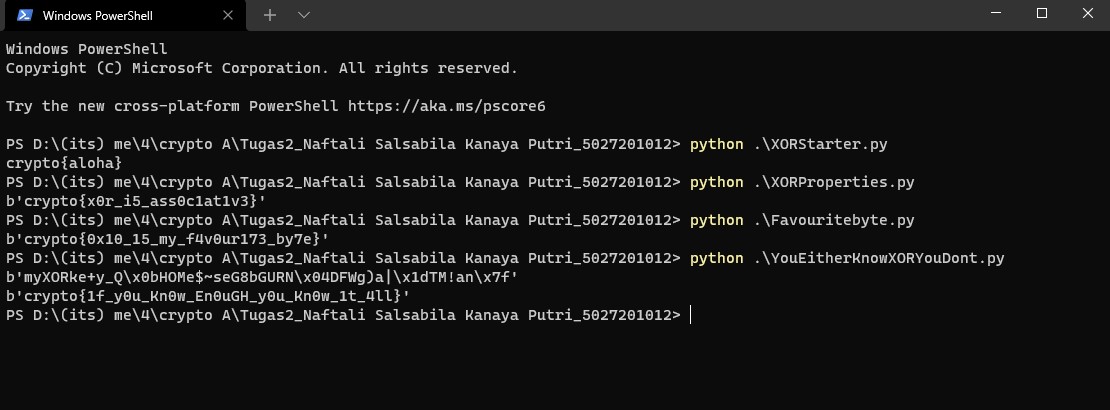 Windows PowerShell
Windows PowerShell
Copyright (C) Microsoft Corporation. All rights reserved.
Try the new cross-platform PowerShell https://aka.ms/pscore6
PS D:\(its) me\4\crypto A\Tugas2_Naftali Salsabila Kanaya Putri_5027201012> python .\XORStarter.py
crypto{aloha}
PS D:\(its) me\4\crypto A\Tugas2_Naftali Salsabila Kanaya Putri_5027201012> python .\XORProperties.py
b'crypto{x0r_i5_ass0c1at1v3}'
PS D:\(its) me\4\crypto A\Tugas2_Naftali Salsabila Kanaya Putri_5027201012> python .\Favouritebyte.py
b'crypto{0x10_15_my_f4v0ur173_by7e}'
PS D:\(its) me\4\crypto A\Tugas2_Naftali Salsabila Kanaya Putri_5027201012> python .\YouEitherKnowXORYouDont.py
b'myXORke+y_Q\x0bHOMe$~seG8bGURN\x04DFWg)a|\x1dTM!an\x7f'
b'crypto{1f_y0u_Kn0w_En0uGH_y0u_Kn0w_1t_4ll}'
PS D:\(its) me\4\crypto A\Tugas2_Naftali Salsabila Kanaya Putri_5027201012>